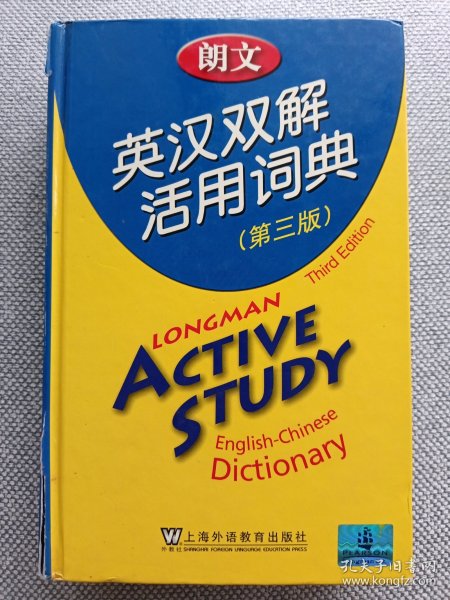 朗文
英汉双解
活用词典
（第三版）
Third Edition
LONGMAN
ACTIVE
STUDY
English-Chinese
Dictionary
W 上海外语教育出版社
外教社 SHANGHAI FOREIGN LANGUAGE EDUCATION PRESS
PEARSON
孔夫子旧书网
www.kongfz.com